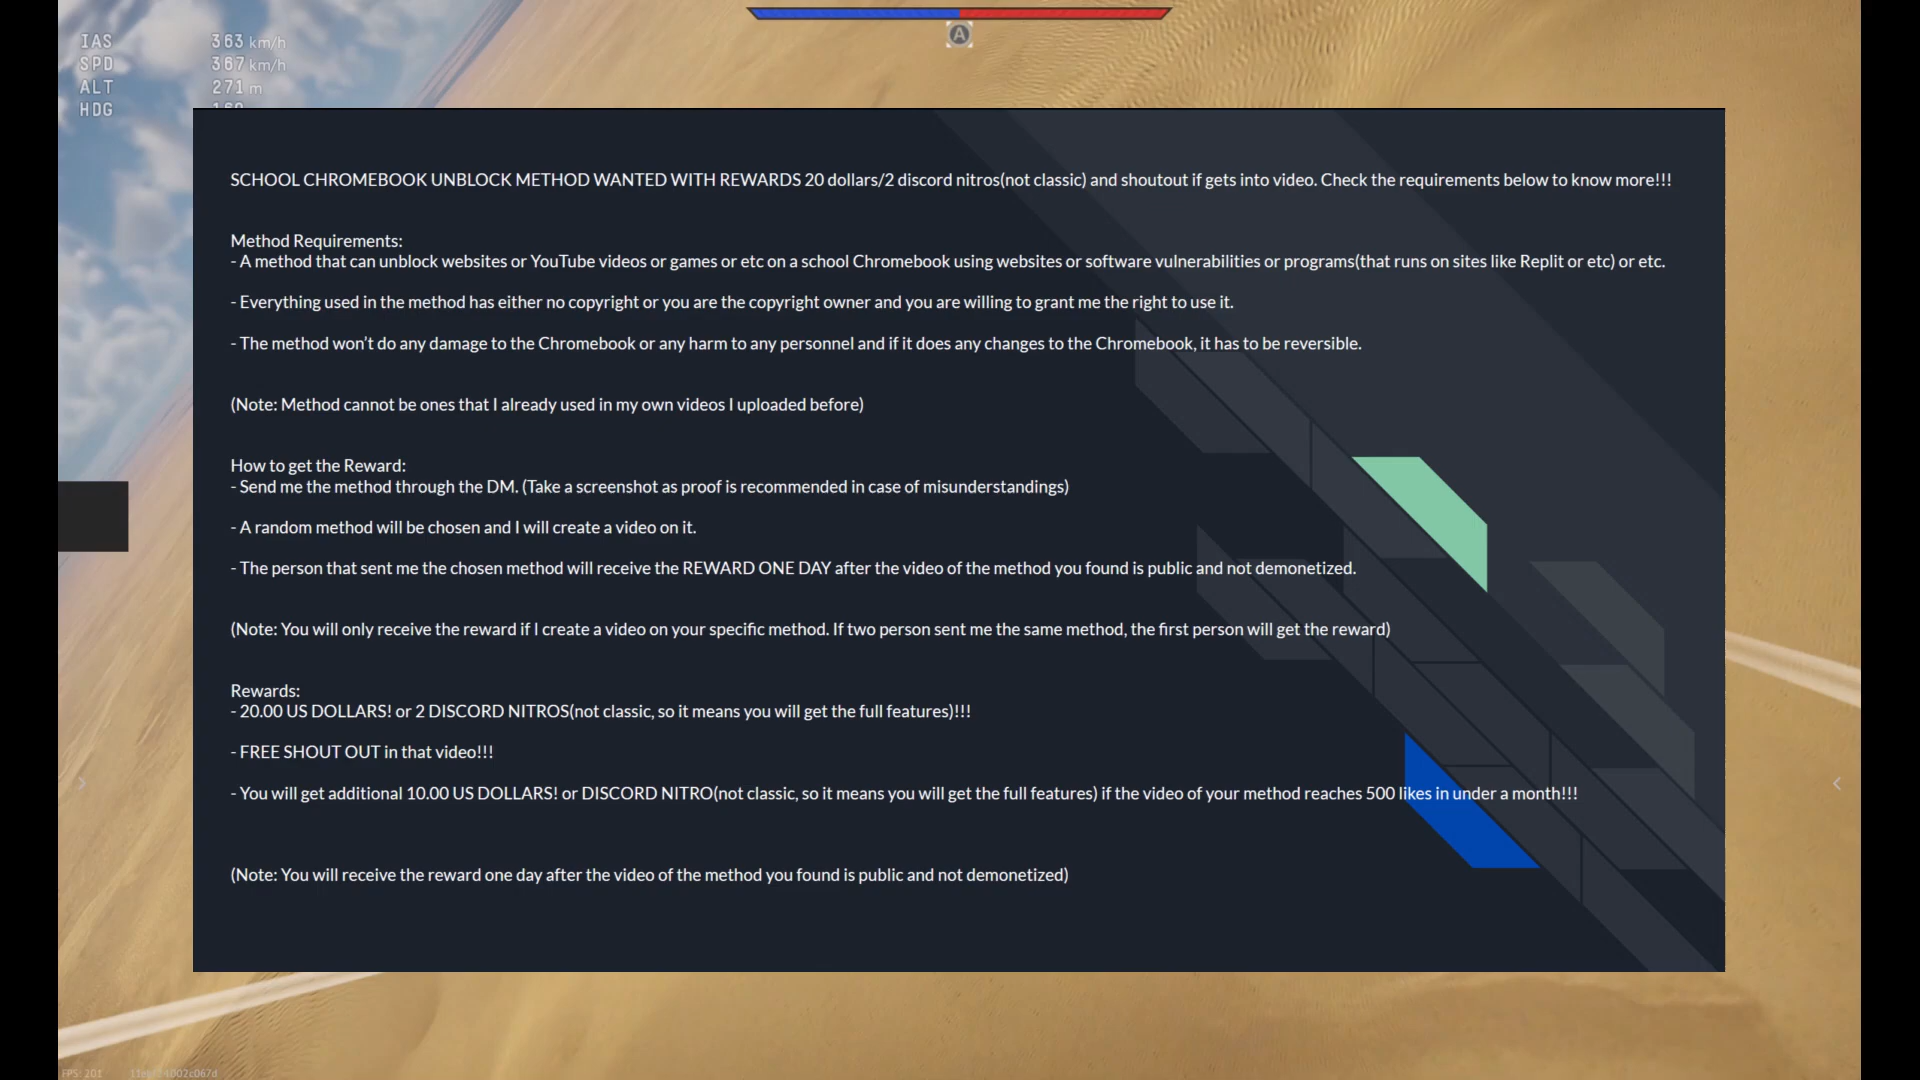 A
IAS 363 km/h
SPD 367 km/h
ALT 271 m
HDG
SCHOOL CHROMEBOOK UNBLOCK METHOD WANTED WITH REWARDS 20 dollars/2 discord nitros(not classic) and shoutout if gets into video. Check the requirements below to know more!!!
Method Requirements:
- A method that can unblock websites or YouTube videos or games or etc on a school Chromebook using websites or software vulnerabilities or programs(that runs on sites like Replit or etc) or etc.
- Everything used in the method has either no copyright or you are the copyright owner and you are willing to grant me the right to use it.
- The method won't do any damage to the Chromebook or any harm to any personnel and if it does any changes to the Chromebook, it has to be reversible.
(Note: Method cannot be ones that I already used in my own videos I uploaded before)
How to get the Reward:
- Send me the method through the DM. (Take a screenshot as proof is recommended in case of misunderstandings)
- A random method will be chosen and I will create a video on it.
- The person that sent me the chosen method will receive the REWARD ONE DAY after the video of the method you found is public and not demonetized.
(Note: You will only receive the reward if I create a video on your specific method. If two person sent me the same method, the first person will get the reward)
Rewards:
- 20.00 US DOLLARS! or 2 DISCORD NITROS(not classic, so it means you will get the full features)!!!
- FREE SHOUT OUT in that video!!!
- You will get additional 10.00 US DOLLARS! or DISCORD NITRO(not classic, so it means you will get the full features) if the video of your method reaches 500 likes in under a month!!!
(Note: You will receive the reward one day after the video of the method you found is public and not demonetized)
FPS: 201